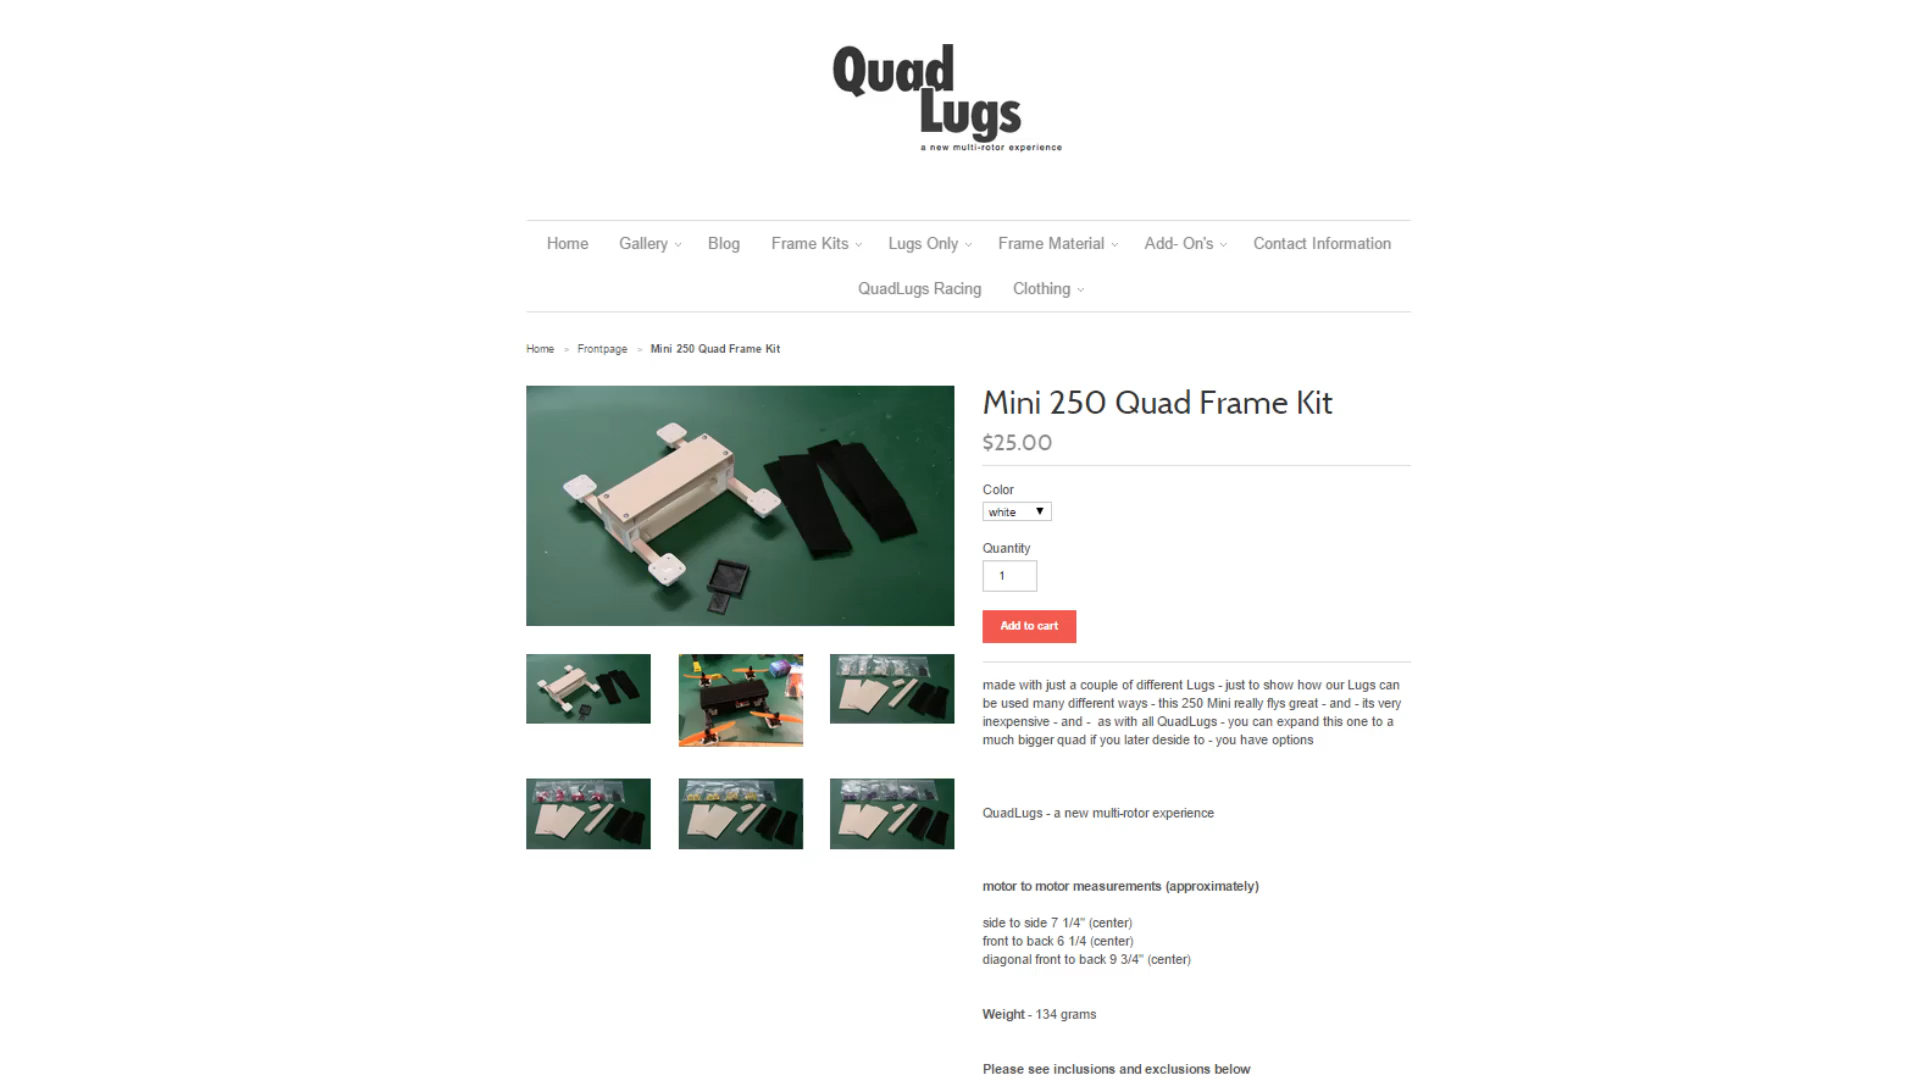 Quad
Lugs
a new multi-rotor experience
Home Gallery Blog Frame Kits Lugs Only Frame Material Add- On's Contact Information
QuadLugs Racing Clothing
Home > Frontpage > Mini 250 Quad Frame Kit
Mini 250 Quad Frame Kit
$25.00
Color
white
Quantity
1
Add to cart
made with just a couple of different Lugs - just to show how our Lugs can
be used many different ways - this 250 Mini really flys great - and - its very
inexpensive - and - as with all QuadLugs - you can expand this one to a
much bigger quad if you later deside to - you have options
QuadLugs - a new multi-rotor experience
motor to motor measurements (approximately)
side to side 7 1/4" (center)
front to back 6 1/4 (center)
diagonal front to back 9 3/4" (center)
Weight - 134 grams
Please see inclusions and exclusions below